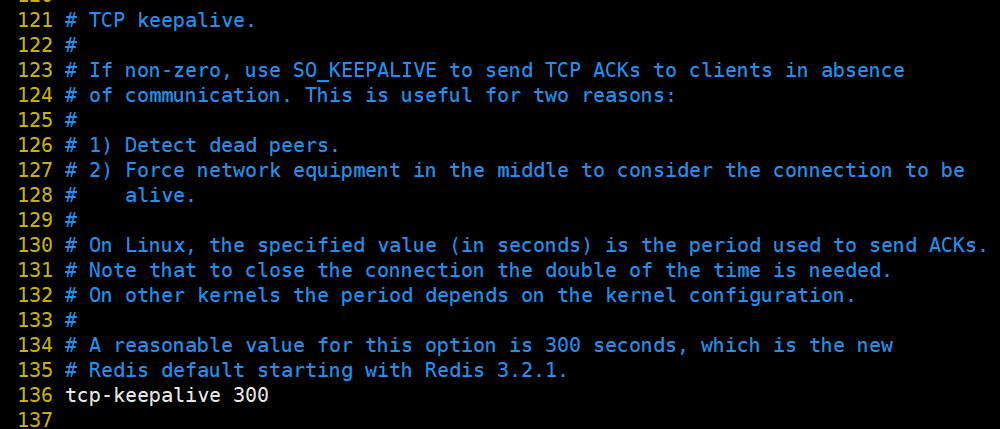 121 # TCP keepalive.
122 #
123 # If non-zero, use SO_KEEPALIVE to send TCP ACKs to clients in absence
124 # of communication. This is useful for two reasons:
125 #
126 # 1) Detect dead peers.
127 # 2) Force network equipment in the middle to consider the connection to be
128 #    alive.
129 #
130 # On Linux, the specified value (in seconds) is the period used to send ACKs.
131 # Note that to close the connection the double of the time is needed.
132 # On other kernels the period depends on the kernel configuration.
133 #
134 # A reasonable value for this option is 300 seconds, which is the new
135 # Redis default starting with Redis 3.2.1.
136 tcp-keepalive 300
137